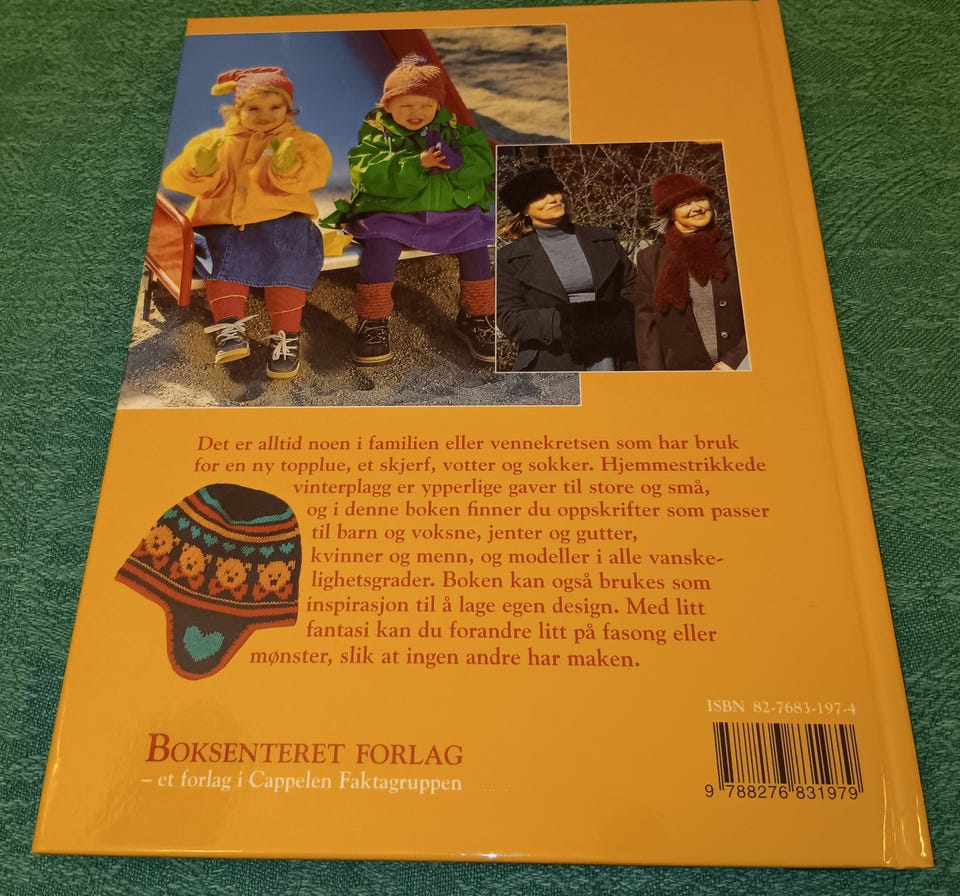 Det er alltid noen i familien eller vennekretsen som har bruk
for en ny topplue, et skjerf, votter og sokker. Hjemmestrikkede
vinterplagg er ypperlige gaver til store og små,
og i denne boken finner du oppskrifter som passer
til barn og voksne, jenter og gutter,
kvinner og menn, og modeller i alle vanske-
lighetsgrader. Boken kan også brukes som
inspirasjon til å lage egen design. Med litt
fantasi kan du forandre litt på fasong eller
mønster, slik at ingen andre har maken.
ISBN 82-7683-197-4
BOKSENTERET FORLAG
– et forlag i Cappelen Faktagruppen
9 788276 831979